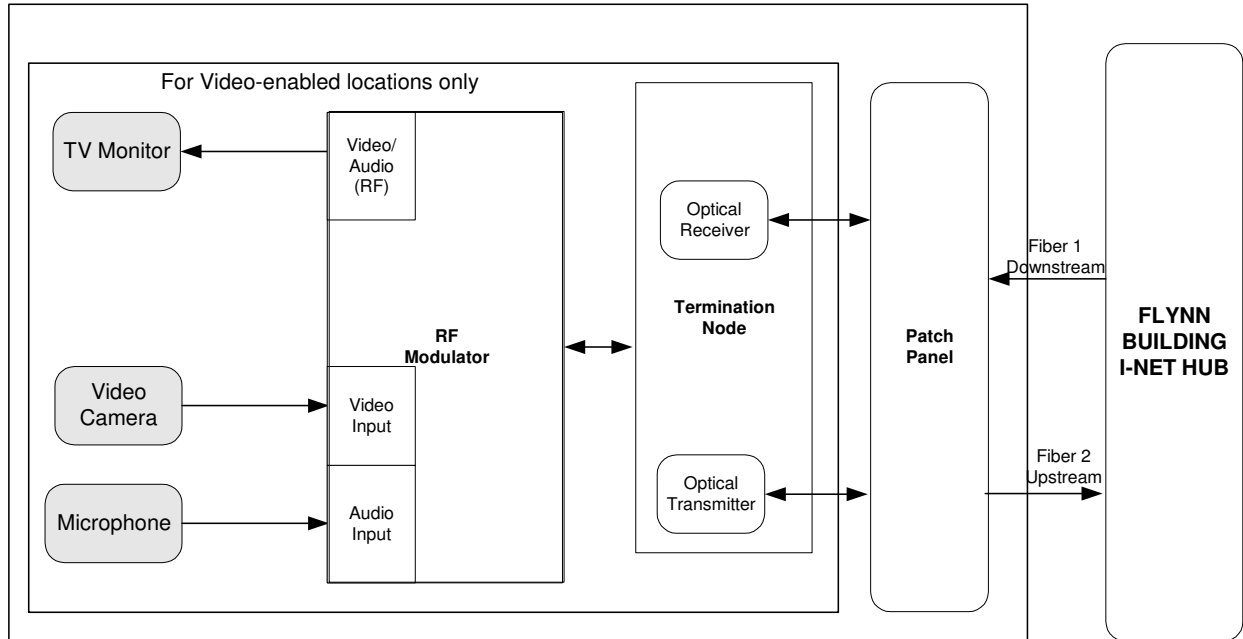 For Video-enabled locations only
TV Monitor
Video/
Audio
(RF)
Optical
Receiver
Fiber 1
Downstream
Termination
Node
RF
Modulator
Patch
Panel
FLYNN
BUILDING
I-NET HUB
Video
Camera
Video
Input
Fiber 2
Upstream
Optical
Transmitter
Microphone
Audio
Input